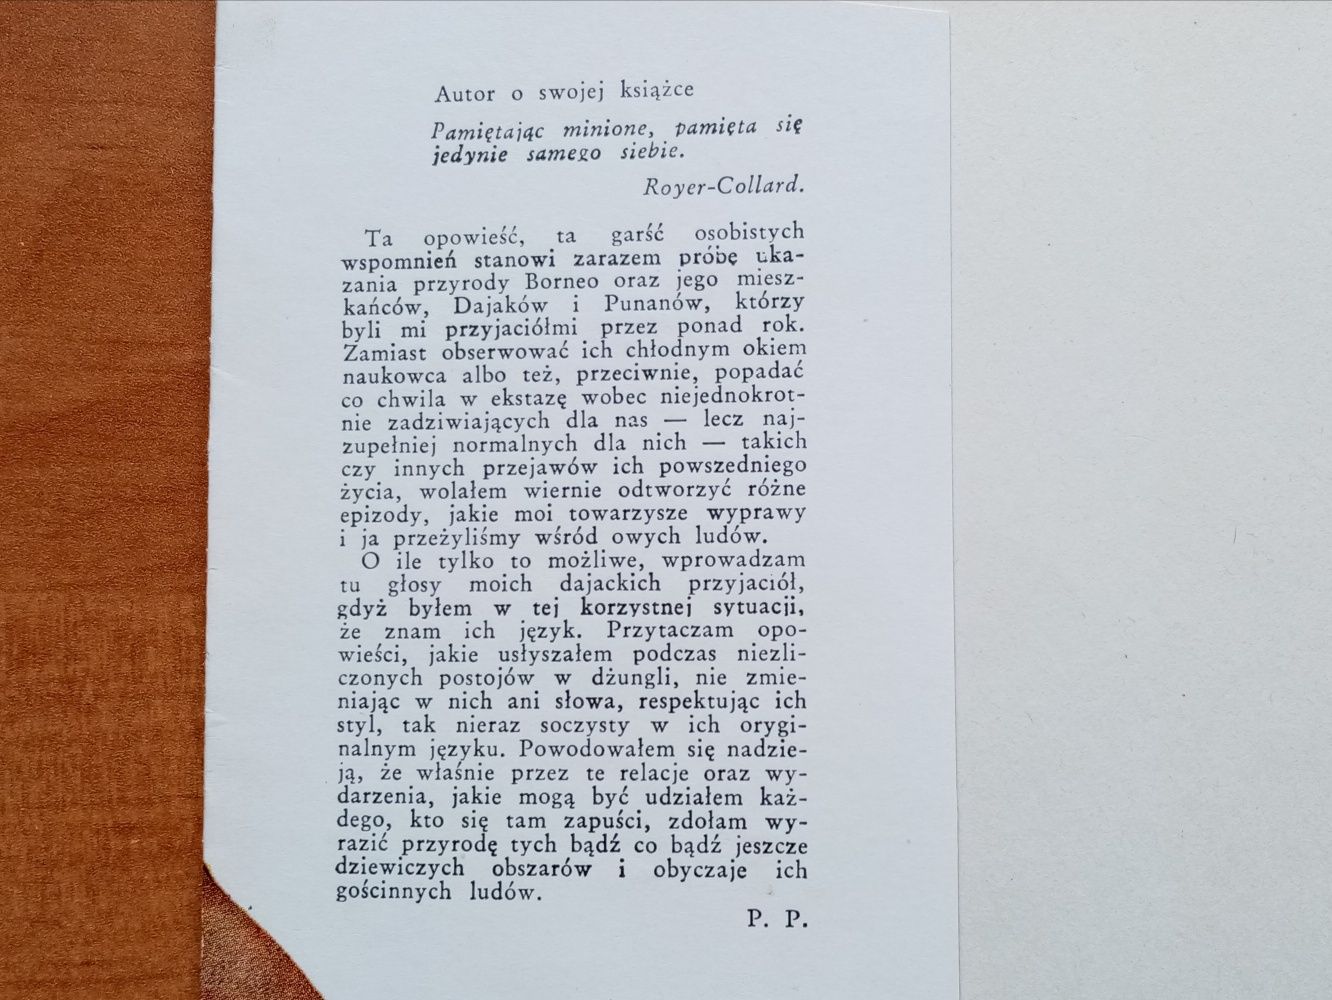 Autor o swojej książce
Pamiętając minione, pamięta się
jedynie samego siebie.
Royer-Collard.
Ta opowieść, ta garść osobistych
wspomnień stanowi zarazem próbę uka-
zania przyrody Borneo oraz jego miesz-
kańców, Dajaków i Punanów, którzy
byli mi przyjaciółmi przez ponad rok.
Zamiast obserwować ich chłodnym okiem
naukowca albo też, przeciwnie, popadać
co chwila w ekstazę wobec niejednokrot-
nie zadziwiających dla nas — lecz naj-
zupełniej normalnych dla nich — takich
czy innych przejawów ich powszedniego
życia, wolałem wiernie odtworzyć różne
epizody, jakie moi towarzysze wyprawy
i ja przeżyliśmy wśród owych ludów.
O ile tylko to możliwe, wprowadzam
tu głosy moich dajackich przyjaciół,
gdyż byłem w tej korzystnej sytuacji,
że znam ich język. Przytaczam opo-
wieści, jakie usłyszałem podczas niezli-
czonych postojów w dżungli, nie zmie-
niając w nich ani słowa, respektując ich
styl, tak nieraz soczysty w ich orygi-
nalnym języku. Powodowałem się nadzie-
ją, że właśnie przez te relacje oraz wy-
darzenia, jakie mogą być udziałem każ-
dego, kto się tam zapuści, zdołam wy-
razić przyrodę tych bądź co bądź jeszcze
dziewiczych obszarów i obyczaje ich
gościnnych ludów.
P. P.